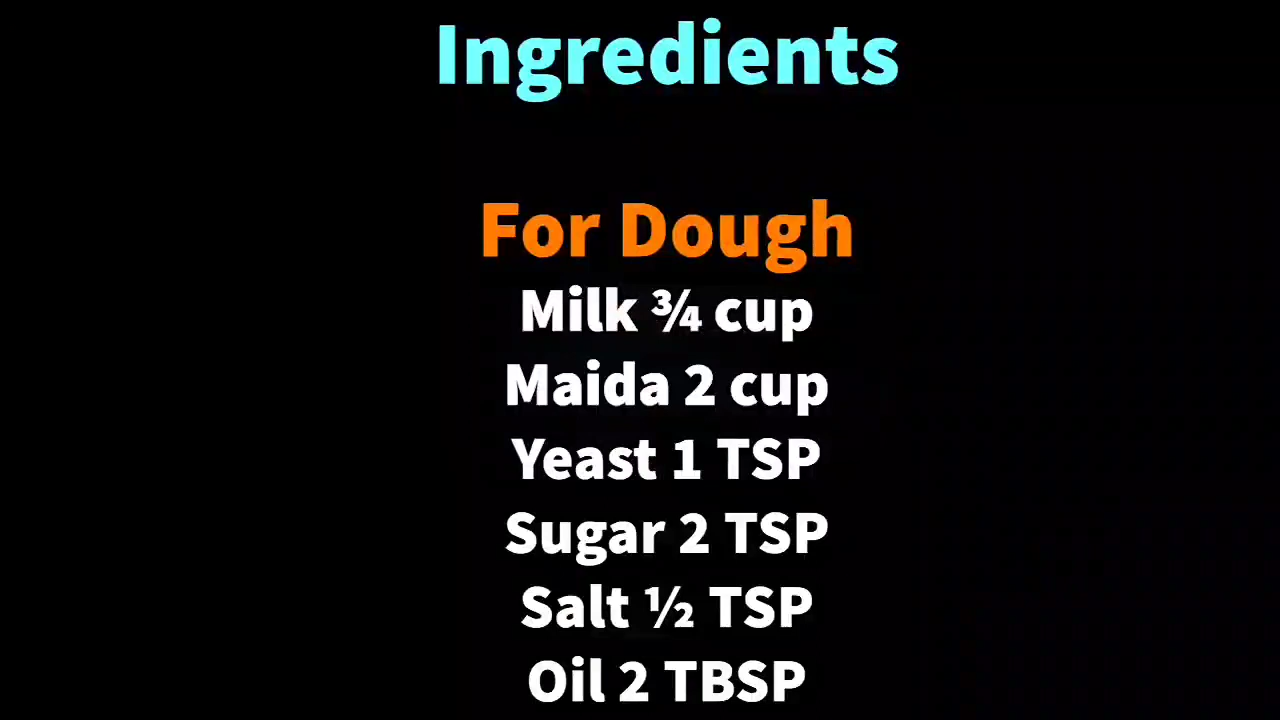 Ingredients
For Dough
Milk ¾ cup
Maida 2 cup
Yeast 1 TSP
Sugar 2 TSP
Salt ½ TSP
Oil 2 TBSP